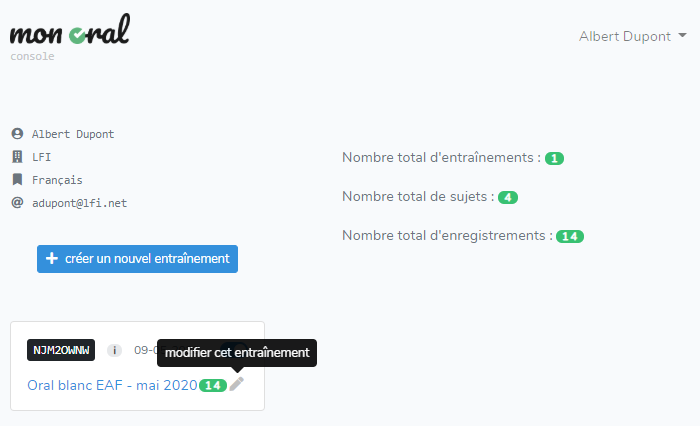 mon oral
console
Albert Dupont
Albert Dupont
LFI
Français
adupont@lfi.net
Nombre total d'entraînements : 1
Nombre total de sujets : 4
Nombre total d'enregistrements : 14
créer un nouvel entraînement
NJM2OWNW i 09-
modifier cet entraînement
Oral blanc EAF - mai 2020 14